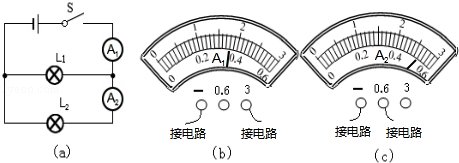 S
A₁
L₁
A₂
L₂
(a)
0 1 2 3
0 0.2 0.4 0.6
A₁
− 0.6 3
接电路 接电路
(b)
0 1 2 3
0 0.2 0.4 0.6
A₂
− 0.6 3
接电路 接电路
(c)